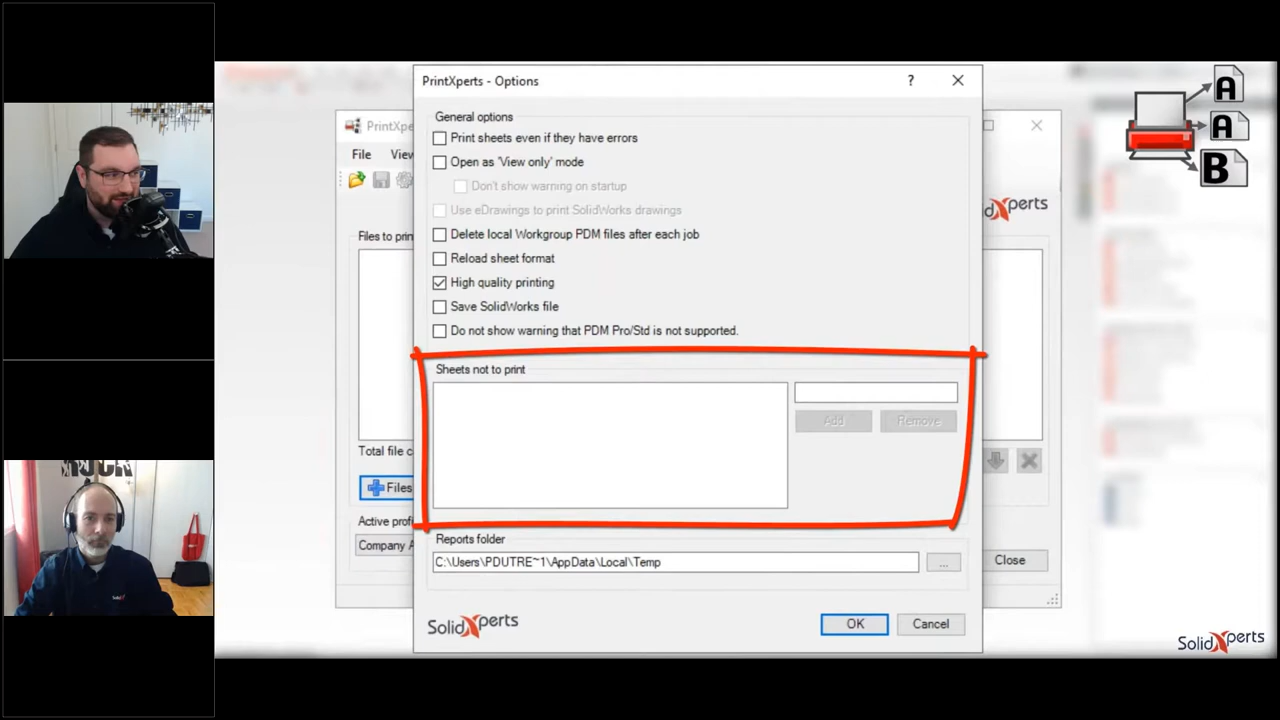 PrintXperts - Options
?
General options
Print sheets even if they have errors
Open as 'View only' mode
Don't show warning on startup
Use eDrawings to print SolidWorks drawings
Delete local Workgroup PDM files after each job
Reload sheet format
High quality printing
Save SolidWorks file
Do not show warning that PDM Pro/Std is not supported.
Sheets not to print
Add Remove
Reports folder
C:\Users\PDUTRE~1\AppData\Local\Temp
...
SolidXperts
OK Cancel
PrintXpe
File View
Xperts
Files to print
Total file c
Files
Active profi
Company A
Close
A
A
B
SolidXperts